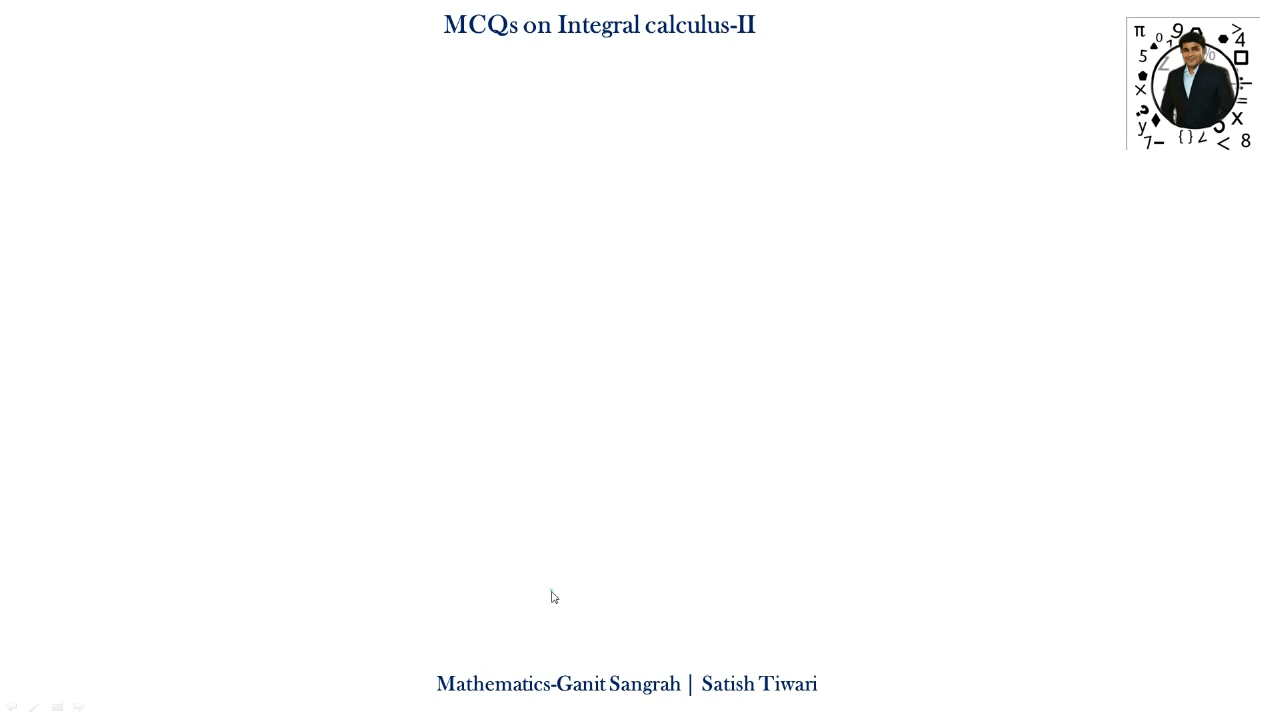 MCQs on Integral calculus-II
Mathematics-Ganit Sangrah | Satish Tiwari